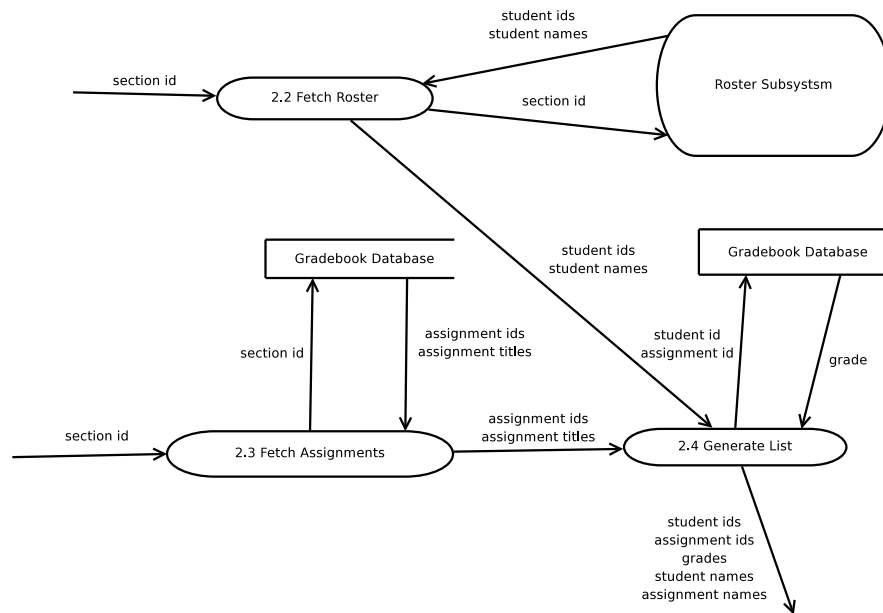 student ids
student names
section id
2.2 Fetch Roster
section id
Roster Subsystsm
student ids
student names
Gradebook Database
Gradebook Database
section id
assignment ids
assignment titles
student id
assignment id
grade
section id
2.3 Fetch Assignments
assignment ids
assignment titles
2.4 Generate List
student ids
assignment ids
grades
student names
assignment names